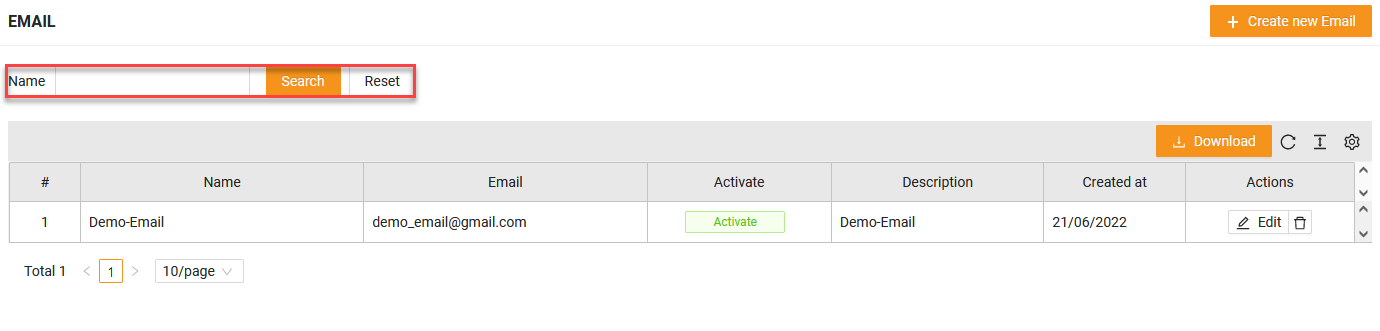 EMAIL
Create new Email
Name Search Reset
Download
# Name Email Activate Description Created at Actions
1 Demo-Email demo_email@gmail.com Activate Demo-Email 21/06/2022 Edit
Total 1 < 1 > 10/page